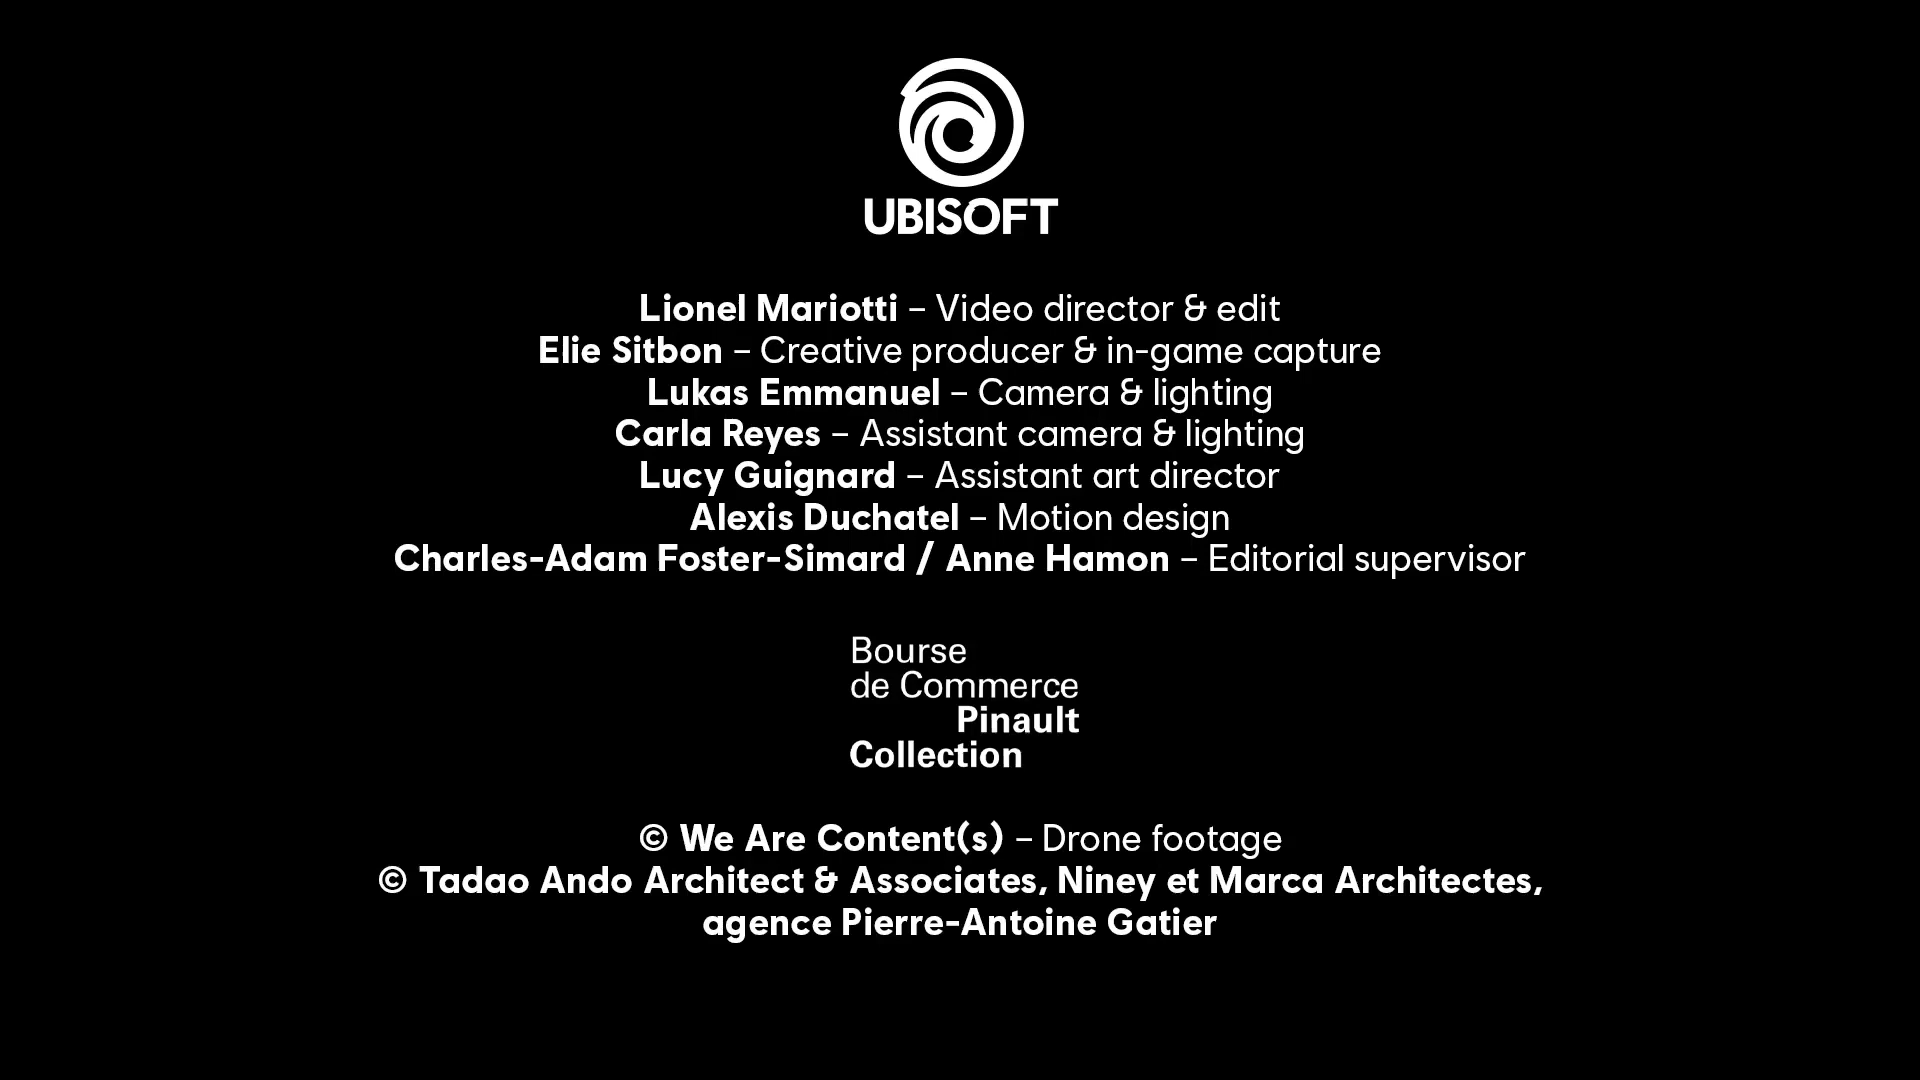 UBISOFT
Lionel Mariotti – Video director & edit
Elie Sitbon – Creative producer & in-game capture
Lukas Emmanuel – Camera & lighting
Carla Reyes – Assistant camera & lighting
Lucy Guignard – Assistant art director
Alexis Duchatel – Motion design
Charles-Adam Foster-Simard / Anne Hamon – Editorial supervisor
Bourse
de Commerce
Pinault
Collection
© We Are Content(s) – Drone footage
© Tadao Ando Architect & Associates, Niney et Marca Architectes,
agence Pierre-Antoine Gatier